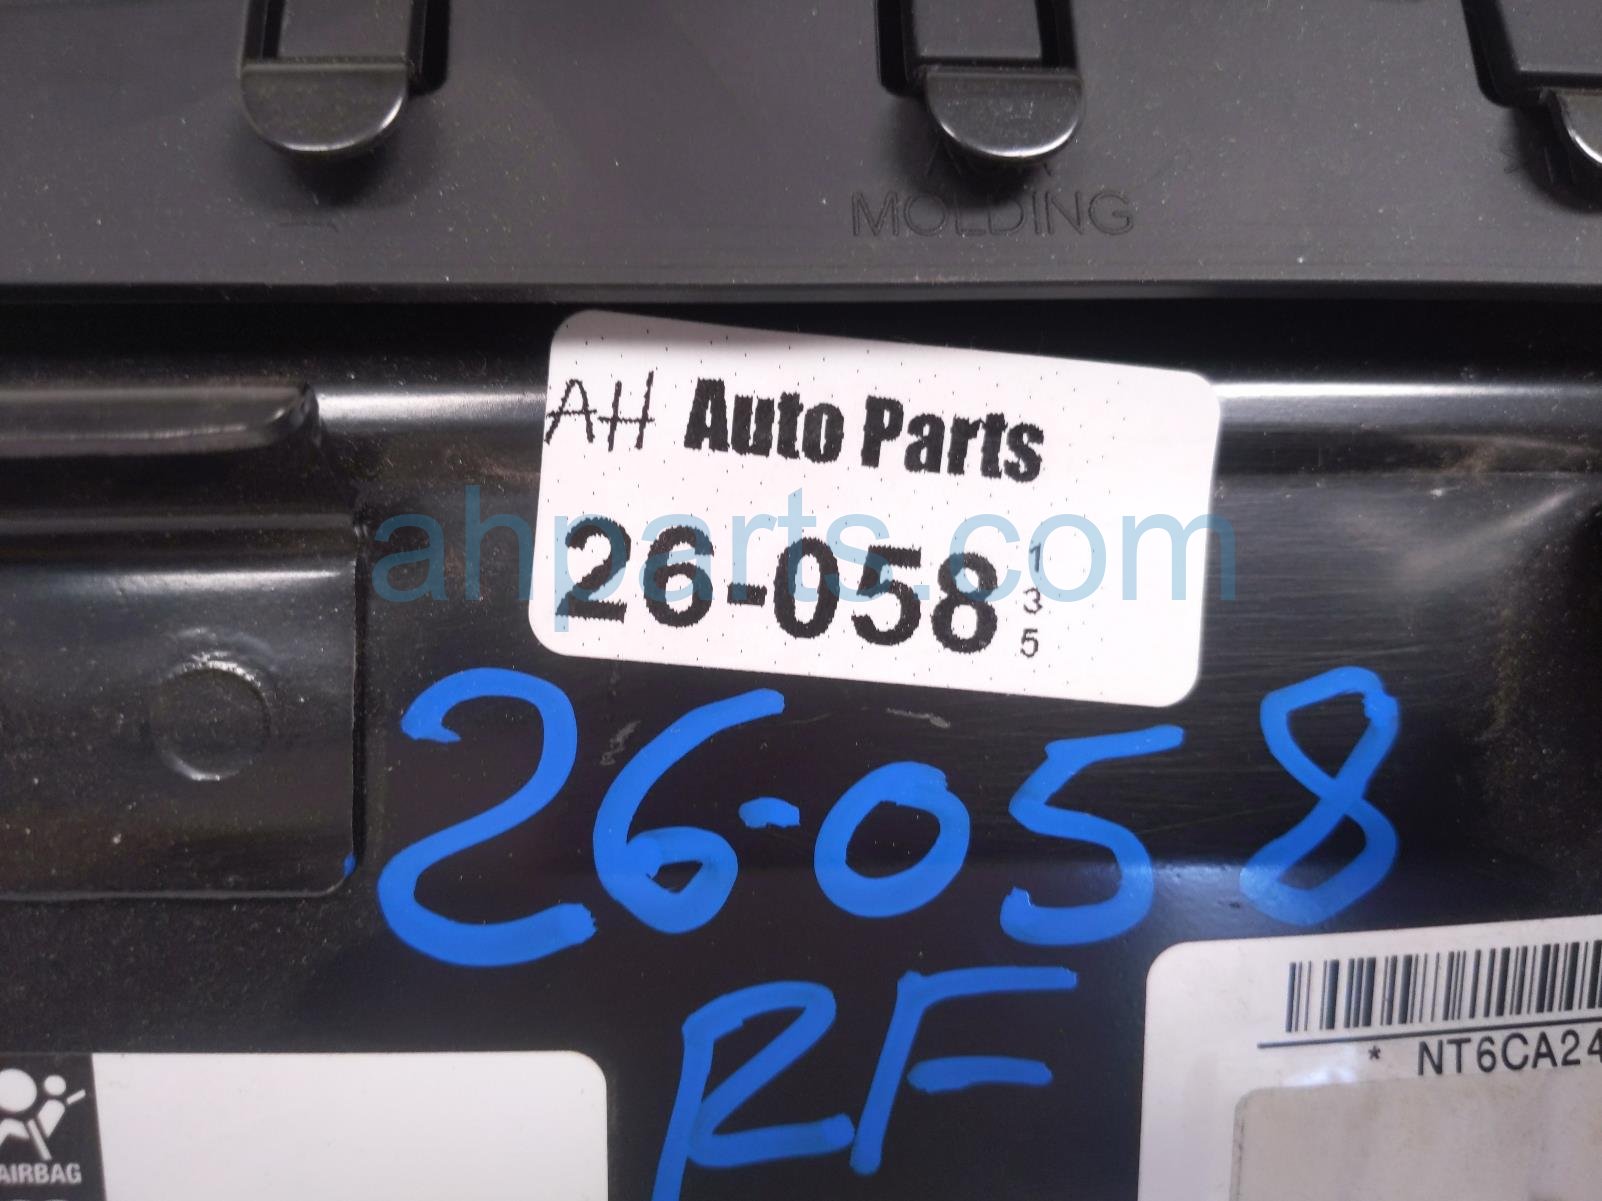 MOLDING
AH Auto Parts
ahparts.com
26-058
1
3
5
26-058
RF
* NT6CA24
AIRBAG